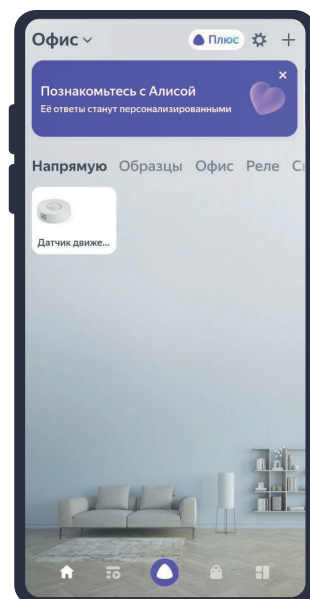 Офис
Плюс
Познакомьтесь с Алисой
Её ответы станут персонализированными
Напрямую Образцы Офис Реле
Датчик движе...